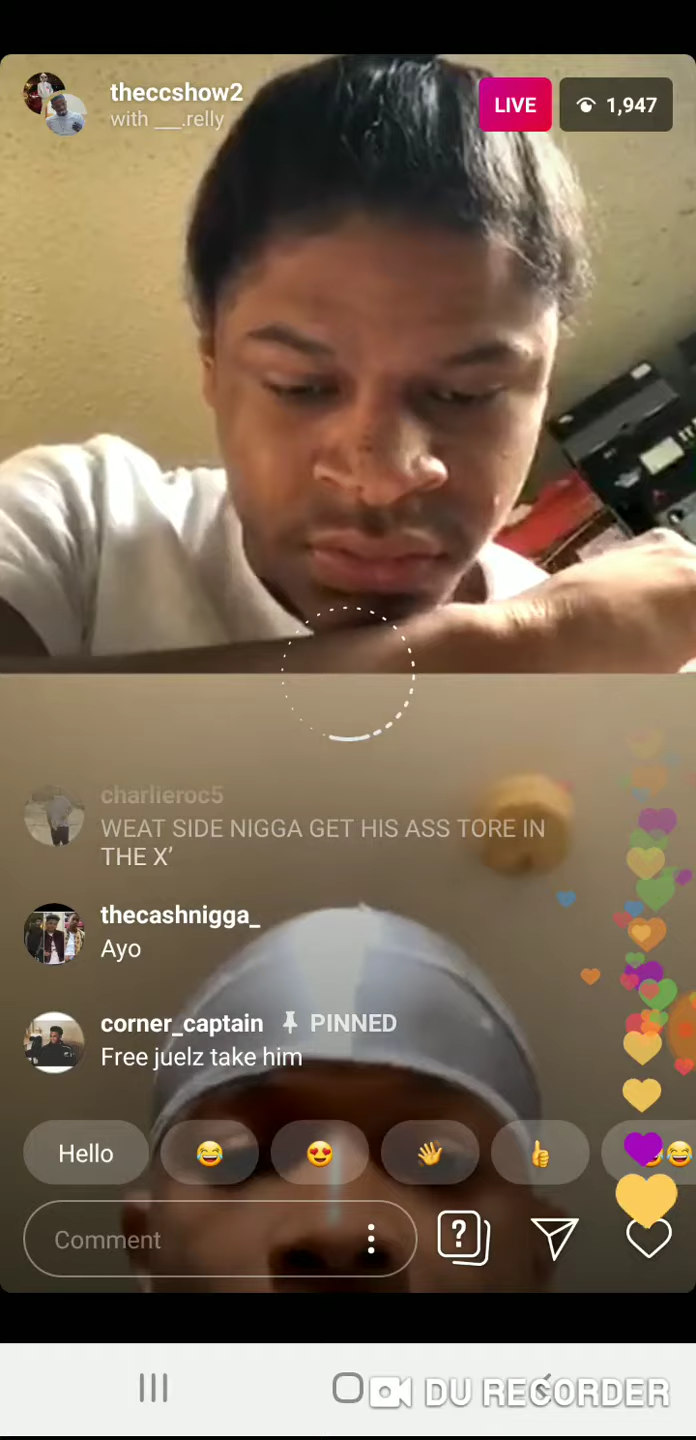 theccshow2
with ___.relly
LIVE
1,947
charlieroc5
WEAT SIDE NIGGA GET HIS ASS TORE IN
THE X’
thecashnigga_
Ayo
corner_captain PINNED
Free juelz take him
Hello
Comment
?
DU RECORDER